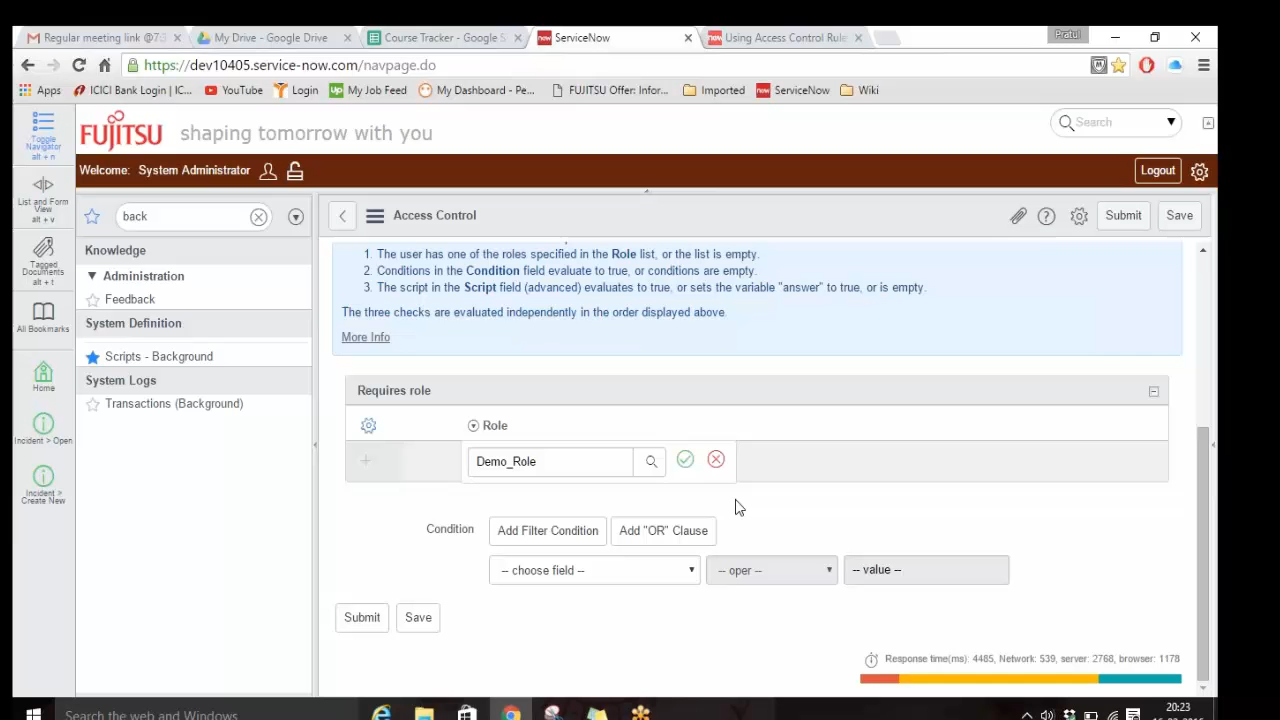 Regular meeting link @7:3
My Drive - Google Drive
Course Tracker - Google S
ServiceNow
Using Access Control Rule
Pratul
https://dev10405.service-now.com/navpage.do
Apps
ICICI Bank Login | IC...
YouTube
Login
Up
My Job Feed
My Dashboard - Pe...
FUJITSU Offer: Infor...
Imported
now
ServiceNow
Wiki
Toggle
Navigator
alt + n
FUJITSU
shaping tomorrow with you
Search
Welcome: System Administrator
Logout
List and Form
View
alt + v
back
Access Control
Submit
Save
Knowledge
Administration
Feedback
System Definition
Scripts - Background
System Logs
Transactions (Background)
Tagged
Documents
alt + t
All Bookmarks
Home
Incident > Open
Incident >
Create New
1. The user has one of the roles specified in the Role list, or the list is empty.
2. Conditions in the Condition field evaluate to true, or conditions are empty.
3. The script in the Script field (advanced) evaluates to true, or sets the variable "answer" to true, or is empty.
The three checks are evaluated independently in the order displayed above.
More Info
Requires role
Role
Demo_Role
Condition
Add Filter Condition
Add "OR" Clause
-- choose field --
-- oper --
-- value --
Submit
Save
Response time(ms): 4485, Network: 539, server: 2768, browser: 1178
Search the web and Windows
20:23